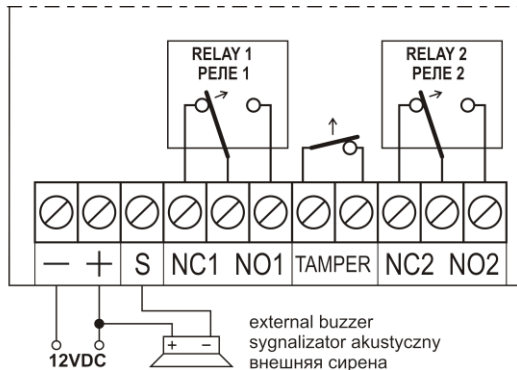 RELAY 1
РЕЛЕ 1
RELAY 2
РЕЛЕ 2
— + S NC1 NO1 TAMPER NC2 NO2
+ −
12VDC
external buzzer
sygnalizator akustyczny
внешняя сирена